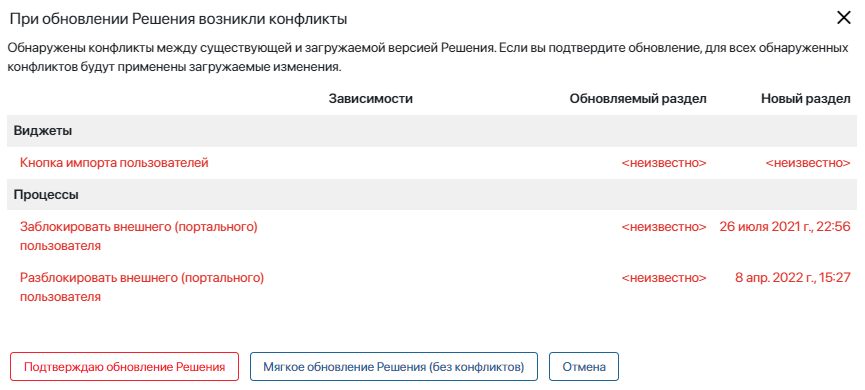 При обновлении Решения возникли конфликты
Обнаружены конфликты между существующей и загружаемой версией Решения. Если вы подтвердите обновление, для всех обнаруженных
конфликтов будут применены загружаемые изменения.
Зависимости Обновляемый раздел Новый раздел
Виджеты
Кнопка импорта пользователей <неизвестно> <неизвестно>
Процессы
Заблокировать внешнего (портального) <неизвестно> 26 июля 2021 г., 22:56
пользователя
Разблокировать внешнего (портального) <неизвестно> 8 апр. 2022 г., 15:27
пользователя
Подтверждаю обновление Решения Мягкое обновление Решения (без конфликтов) Отмена